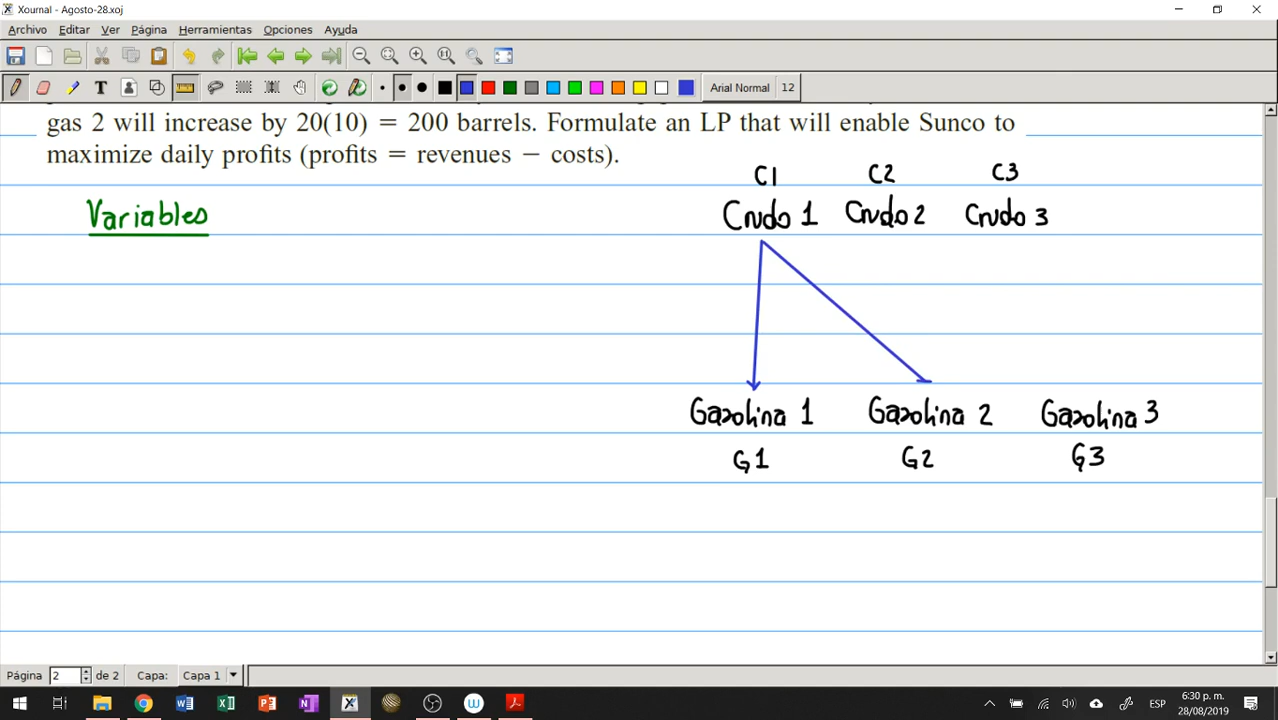 Xournal - Agosto-28.xoj
Archivo Editar Ver Página Herramientas Opciones Ayuda
Arial Normal 12
gas 2 will increase by 20(10) = 200 barrels. Formulate an LP that will enable Sunco to
maximize daily profits (profits = revenues − costs).
C1 C2 C3
Variables
Crudo 1 Crudo 2 Crudo 3
Gasolina 1 Gasolina 2 Gasolina 3
G1 G2 G3
Página 2 de 2 Capa: Capa 1
ESP
6:30 p. m.
28/08/2019